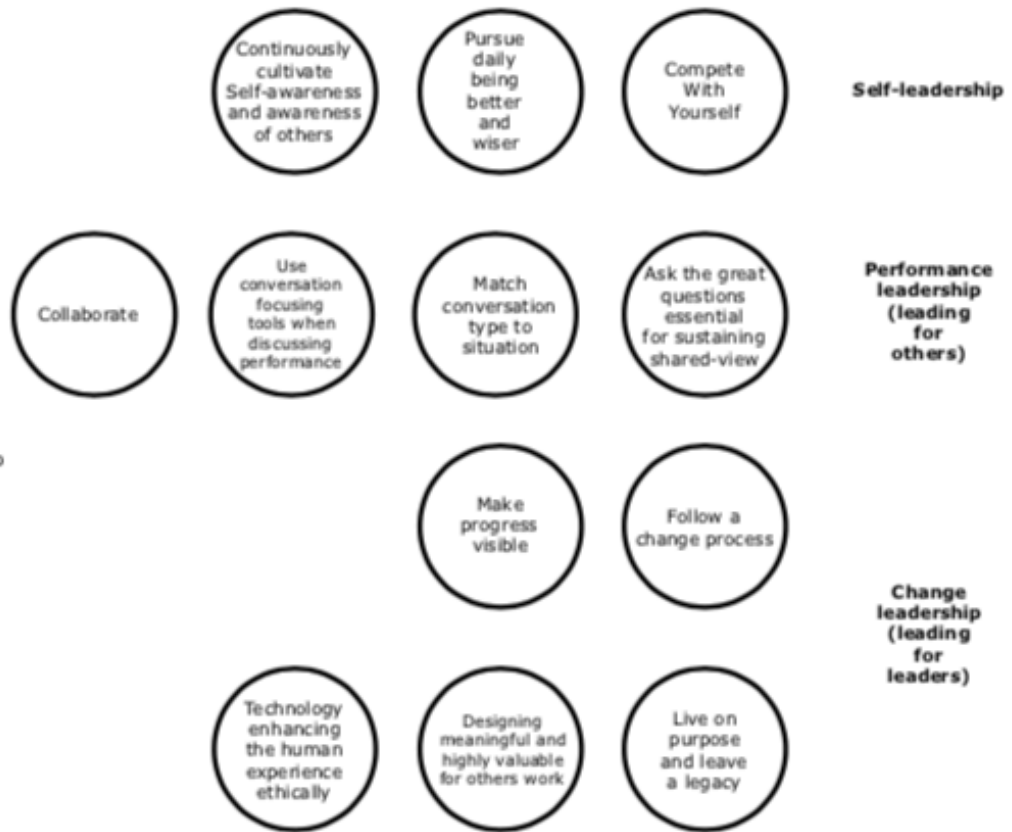 Continuously
cultivate
Self-awareness
and awareness
of others
Pursue
daily
being
better
and
wiser
Compete
With
Yourself
Self-leadership
Collaborate
Use
conversation
focusing
tools when
discussing
performance
Match
conversation
type to
situation
Ask the great
questions
essential
for sustaining
shared-view
Performance
leadership
(leading
for
others)
Make
progress
visible
Follow a
change process
Change
leadership
(leading
for
leaders)
Technology
enhancing
the human
experience
ethically
Designing
meaningful and
highly valuable
for others work
Live on
purpose
and leave
a legacy